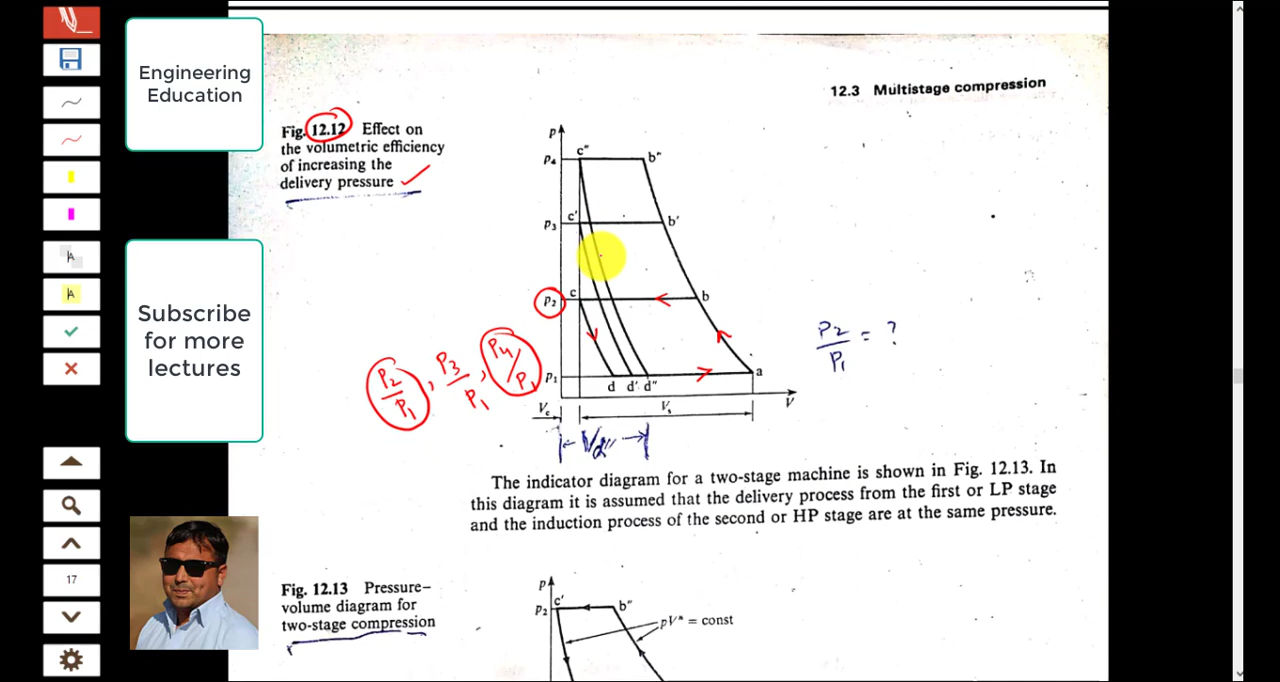 Engineering
Education
Subscribe
for more
lectures
17
12.3 Multistage compression
Fig. 12.12 Effect on
the volumetric efficiency
of increasing the
delivery pressure
p
p₄
c"
b"
p₃
c'
b'
p₂
c
b
p₁
d d' d"
a
V
V꜀
Vₛ
Vd"
P₂/P₁, P₃/P₁, P₄/P₁
P₂/P₁ = ?
The indicator diagram for a two-stage machine is shown in Fig. 12.13. In
this diagram it is assumed that the delivery process from the first or LP stage
and the induction process of the second or HP stage are at the same pressure.
Fig. 12.13 Pressure–
volume diagram for
two-stage compression
p
p₂
c'
b"
pVⁿ = const